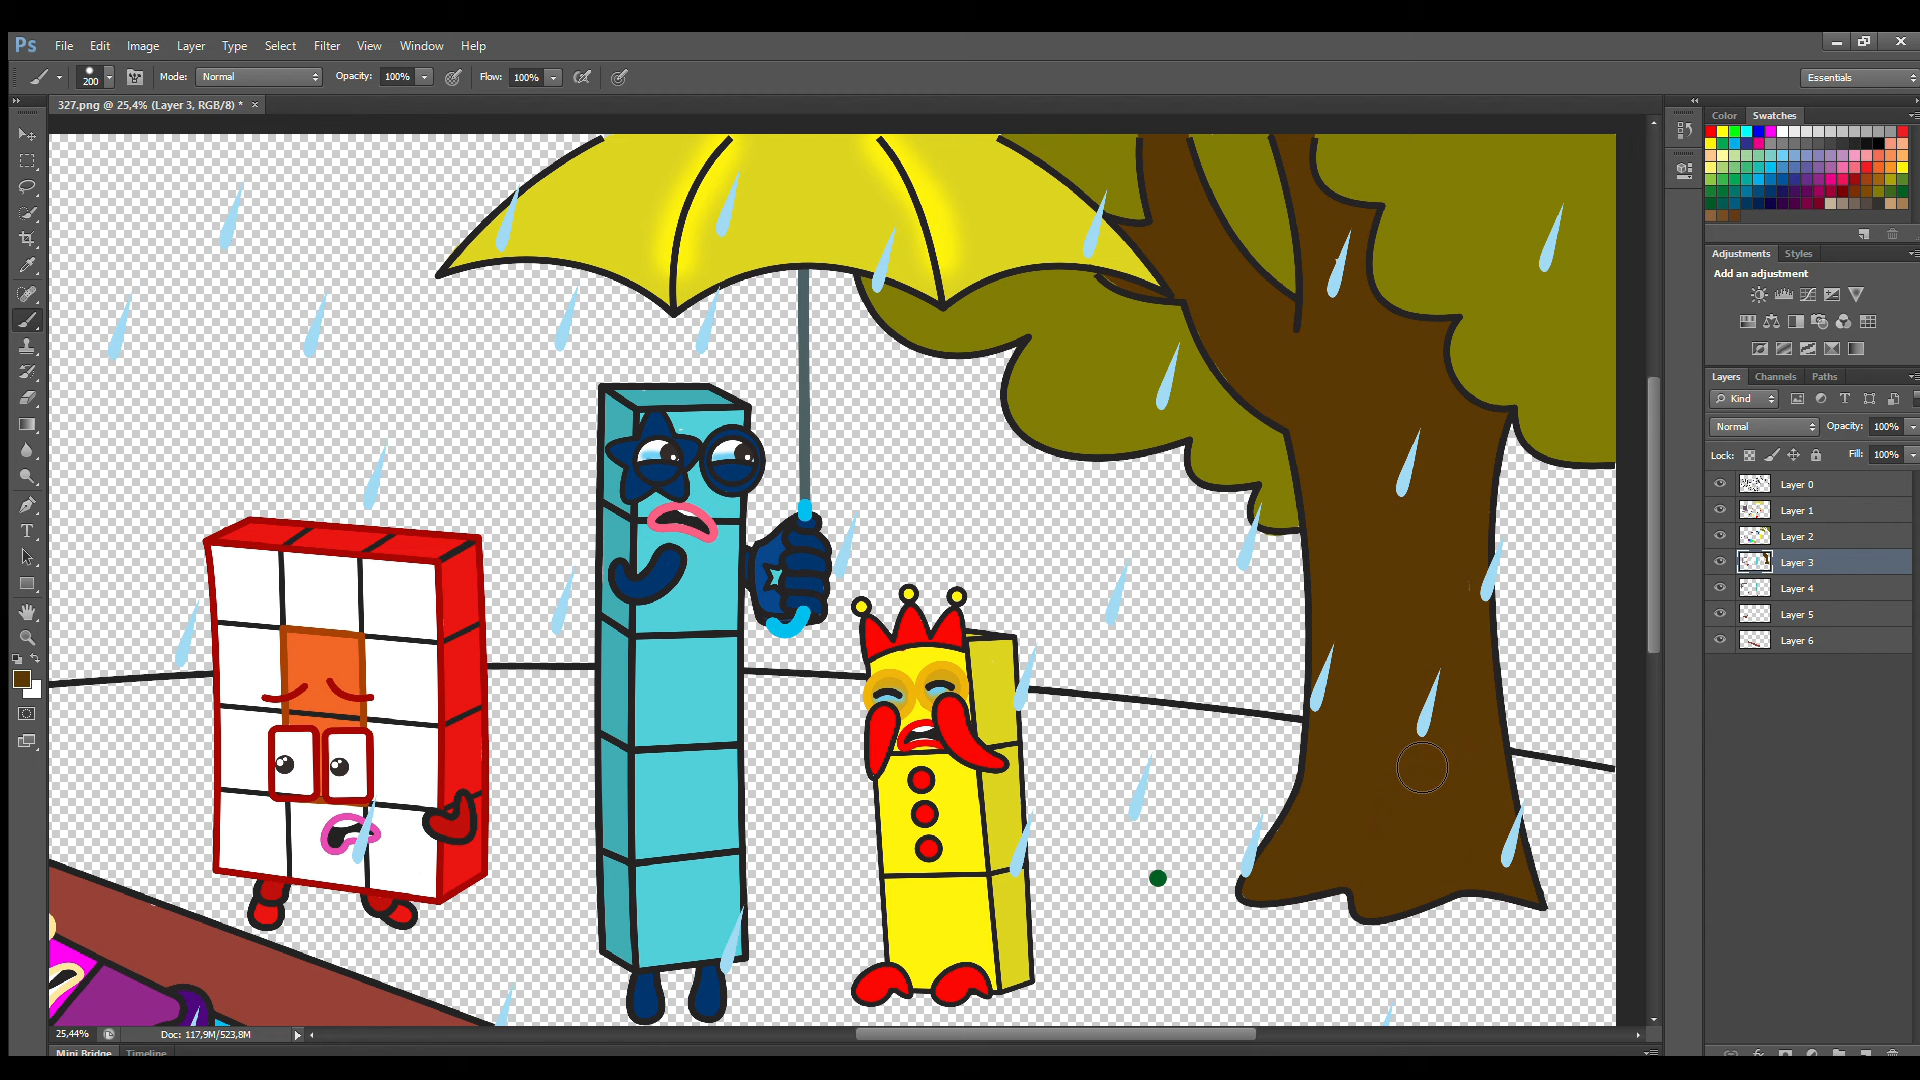 Ps File Edit Image Layer Type Select Filter View Window Help
200 Mode: Normal Opacity: 100% Flow: 100% Essentials
327.png @ 25,4% (Layer 3, RGB/8) * ×
Color Swatches
Adjustments Styles
Add an adjustment
Layers Channels Paths
Kind
Normal Opacity: 100%
Lock: Fill: 100%
Layer 0
Layer 1
Layer 2
Layer 3
Layer 4
Layer 5
Layer 6
25,44% Doc: 117,9M/523,8M
Mini Bridge Timeline